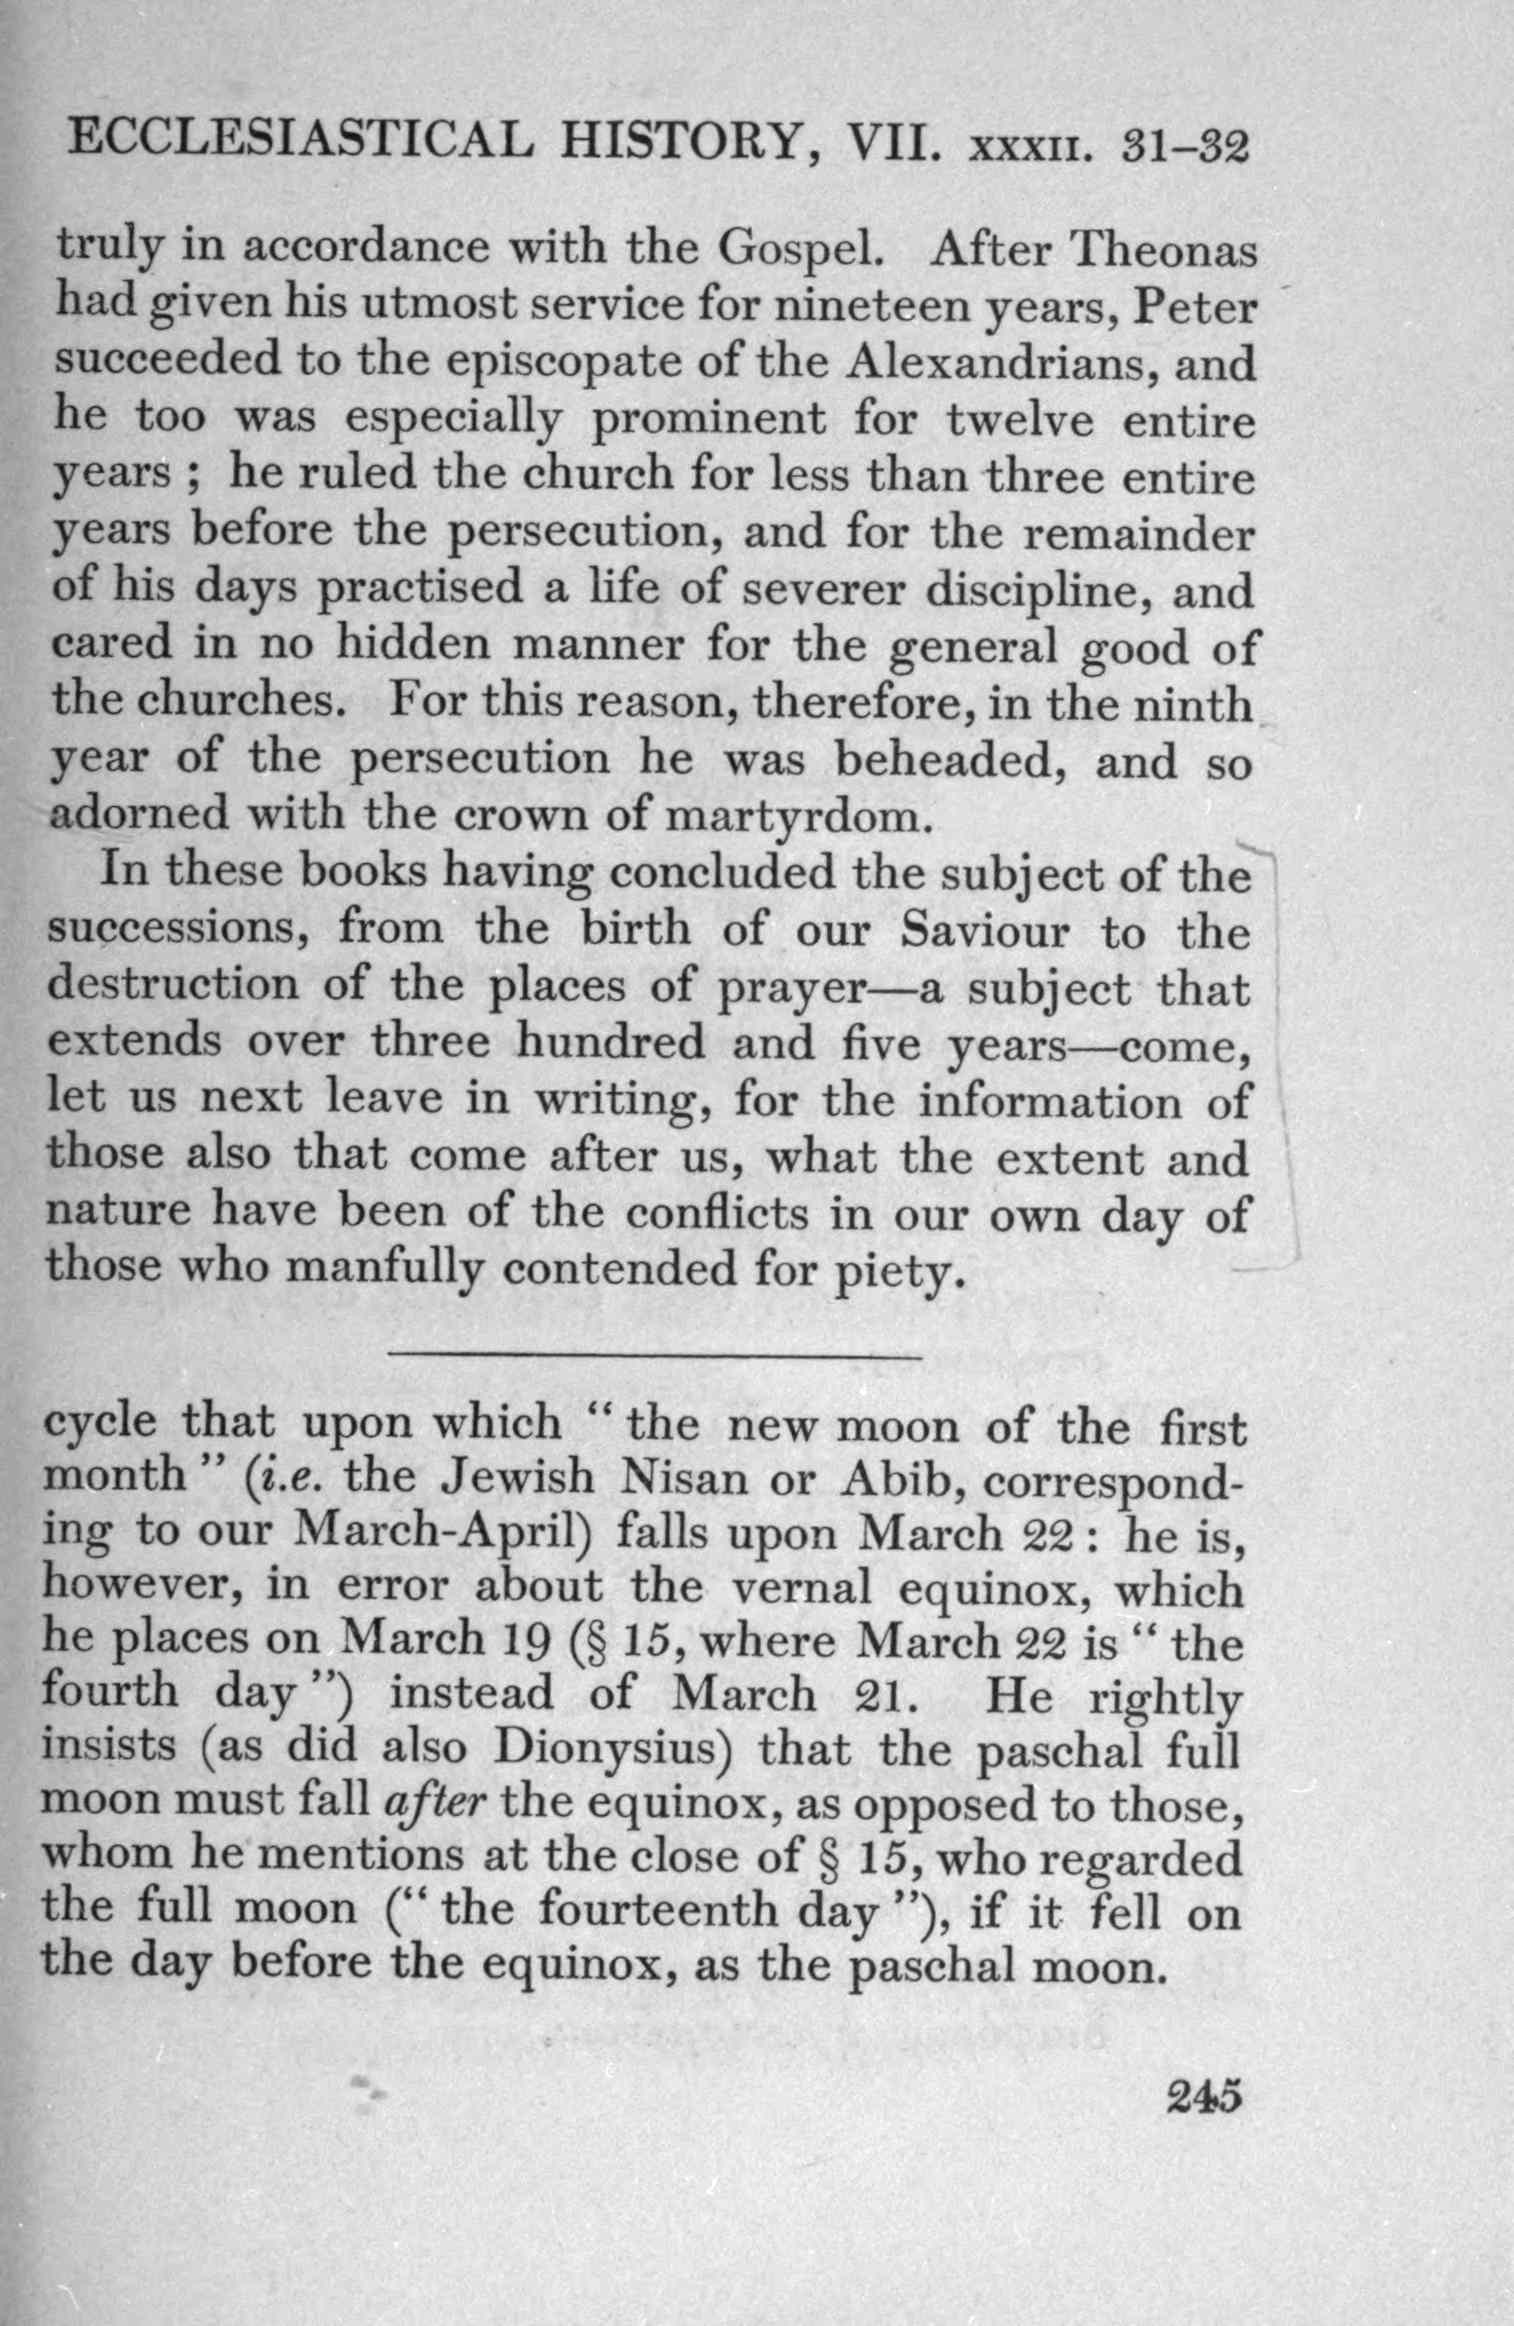 ECCLESIASTICAL HISTORY, VII. XXXII. 31–32
truly in accordance with the Gospel. After Theonas
had given his utmost service for nineteen years, Peter
succeeded to the episcopate of the Alexandrians, and
he too was especially prominent for twelve entire
years ; he ruled the church for less than three entire
years before the persecution, and for the remainder
of his days practised a life of severer discipline, and
cared in no hidden manner for the general good of
the churches. For this reason, therefore, in the ninth
year of the persecution he was beheaded, and so
adorned with the crown of martyrdom.
In these books having concluded the subject of the
successions, from the birth of our Saviour to the
destruction of the places of prayer—a subject that
extends over three hundred and five years—come,
let us next leave in writing, for the information of
those also that come after us, what the extent and
nature have been of the conflicts in our own day of
those who manfully contended for piety.
cycle that upon which “ the new moon of the first
month ” (i.e. the Jewish Nisan or Abib, correspond-
ing to our March-April) falls upon March 22 : he is,
however, in error about the vernal equinox, which
he places on March 19 (§ 15, where March 22 is “ the
fourth day ”) instead of March 21. He rightly
insists (as did also Dionysius) that the paschal full
moon must fall after the equinox, as opposed to those,
whom he mentions at the close of § 15, who regarded
the full moon (“ the fourteenth day ”), if it fell on
the day before the equinox, as the paschal moon.
245